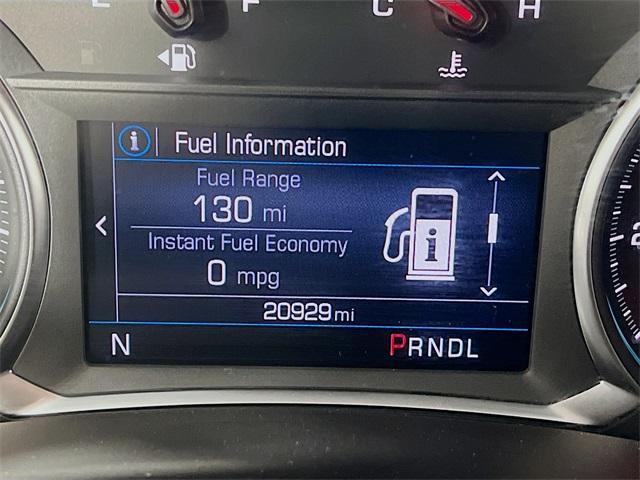 E F C H
i Fuel Information
Fuel Range
130 mi
Instant Fuel Economy
0 mpg
i
20929 mi
N PRNDL